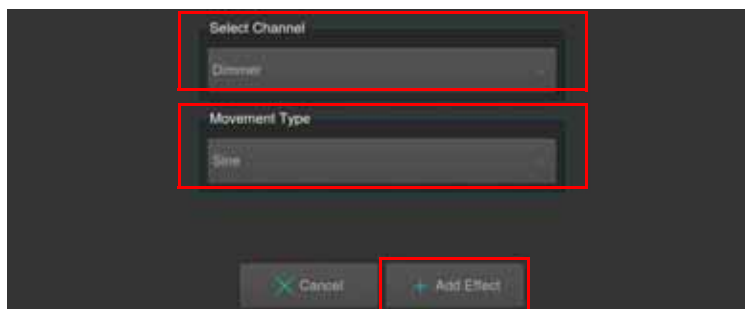 Select Channel
Dimmer
Movement Type
Sine
Cancel
Add Effect